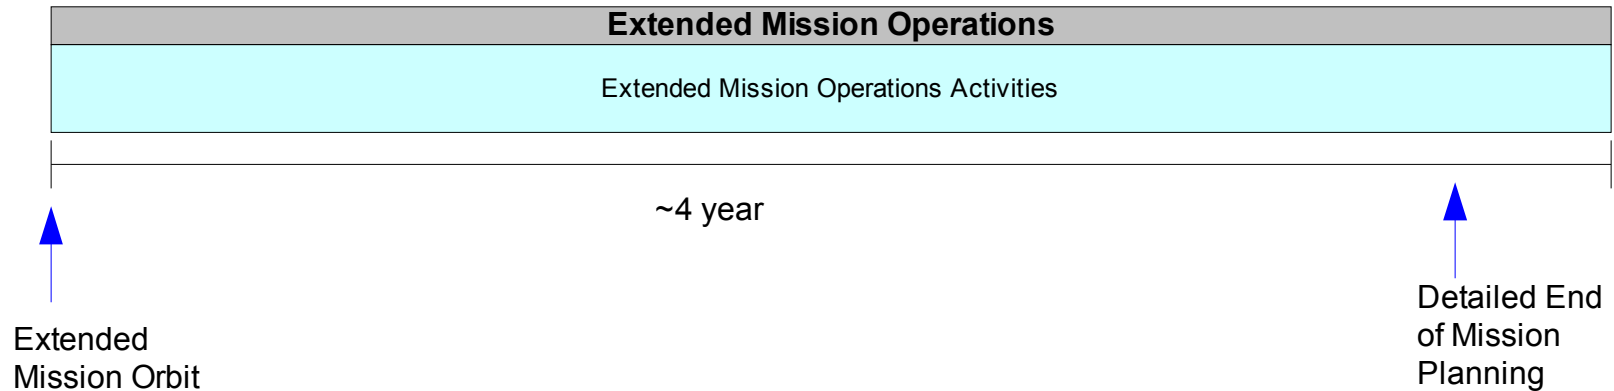 Extended Mission Operations
Extended Mission Operations Activities
~4 year
Extended
Mission Orbit
Detailed End
of Mission
Planning